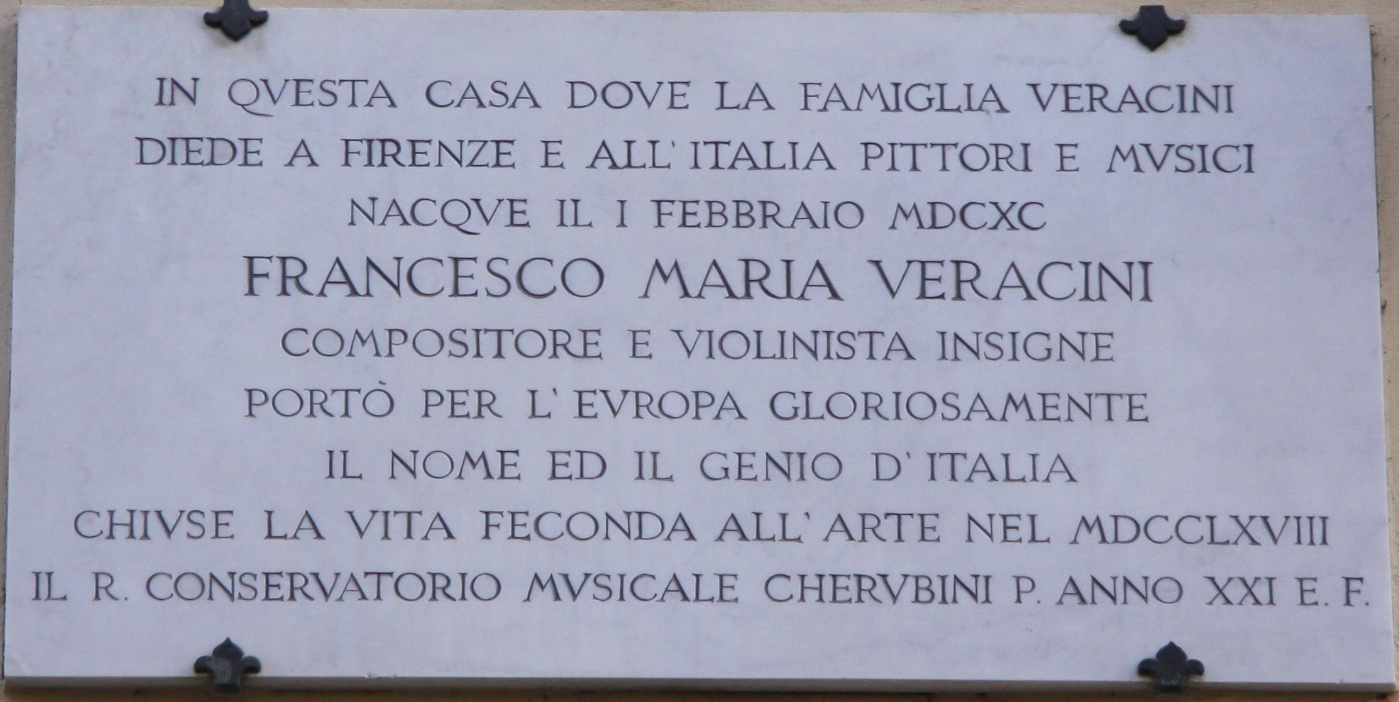 IN QVESTA CASA DOVE LA FAMIGLIA VERACINI
DIEDE A FIRENZE E ALL' ITALIA PITTORI E MVSICI
NACQVE IL I FEBBRAIO MDCXC
FRANCESCO MARIA VERACINI
COMPOSITORE E VIOLINISTA INSIGNE
PORTÒ PER L' EVROPA GLORIOSAMENTE
IL NOME ED IL GENIO D' ITALIA
CHIVSE LA VITA FECONDA ALL' ARTE NEL MDCCLXVIII
IL R. CONSERVATORIO MVSICALE CHERVBINI P. ANNO XXI E. F.